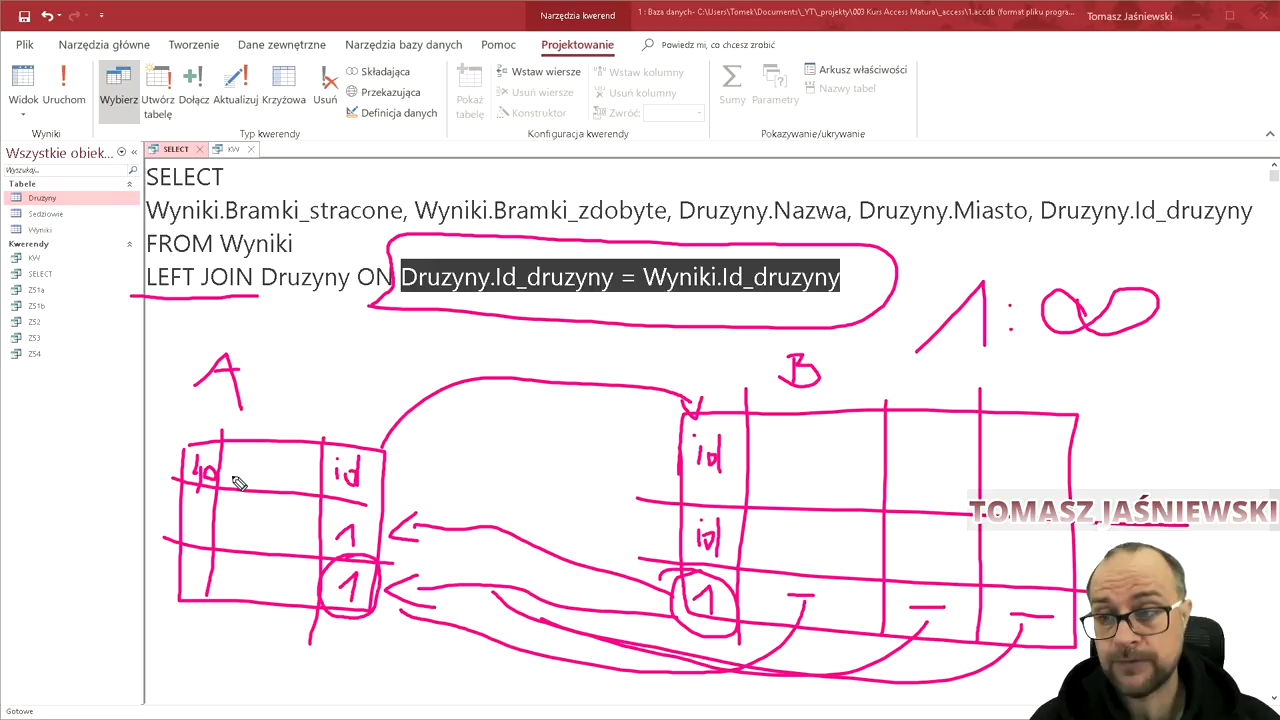 Narzędzia kwerend
1 : Baza danych- C:\Users\Tomek\Documents\_YT\_projekty\003 Kurs Access Matura\_access\1.accdb (format pliku progra...
Tomasz Jaśniewski
Plik
Narzędzia główne
Tworzenie
Dane zewnętrzne
Narzędzia bazy danych
Pomoc
Projektowanie
Powiedz mi, co chcesz zrobić
Widok
Uruchom
Wybierz
Utwórz tabelę
Dołącz
Aktualizuj
Krzyżowa
Usuń
Składająca
Przekazująca
Definicja danych
Pokaż tabelę
Wstaw wiersze
Usuń wiersze
Konstruktor
Wstaw kolumny
Usuń kolumny
Zwróć:
Sumy
Parametry
Arkusz właściwości
Nazwy tabel
Wyniki
Typ kwerendy
Konfiguracja kwerendy
Pokazywanie/ukrywanie
Wszystkie obiek...
Wyszukaj...
Tabele
Druzyny
Sedziowie
Wyniki
Kwerendy
KW
SELECT
Z51a
Z51b
Z52
Z53
Z54
SELECT
KW
SELECT
Wyniki.Bramki_stracone, Wyniki.Bramki_zdobyte, Druzyny.Nazwa, Druzyny.Miasto, Druzyny.Id_druzyny
FROM Wyniki
LEFT JOIN Druzyny ON Druzyny.Id_druzyny = Wyniki.Id_druzyny
1 : ∞
A
B
id
id
1
id
1
1
TOMASZ JAŚNIEWSKI
Gotowe